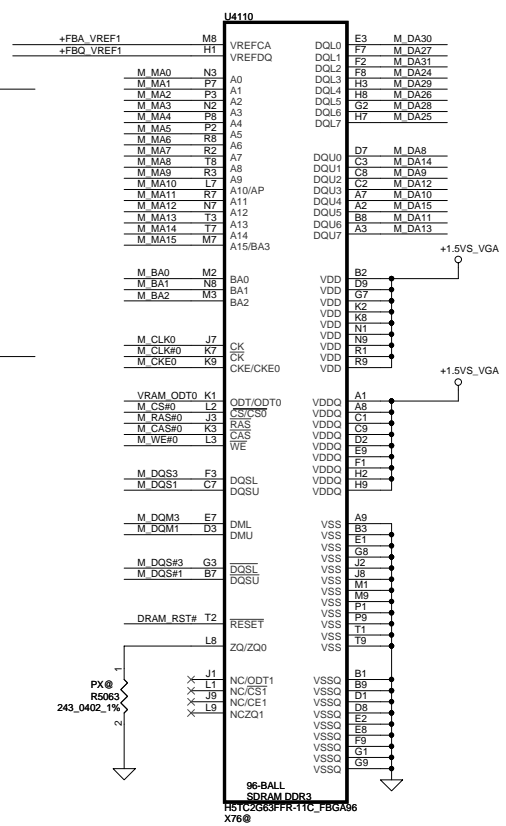 U4110
+FBA_VREF1 M8 VREFCA DQL0 E3 M_DA30
+FBQ_VREF1 H1 VREFDQ DQL1 F7 M_DA27
DQL2 F2 M_DA31
M_MA0 N3 A0 DQL3 F8 M_DA24
M_MA1 P7 A1 DQL4 H3 M_DA29
M_MA2 P3 A2 DQL5 H8 M_DA26
M_MA3 N2 A3 DQL6 G2 M_DA28
M_MA4 P8 A4 DQL7 H7 M_DA25
M_MA5 P2 A5
M_MA6 R8 A6
M_MA7 R2 A7 DQU0 D7 M_DA8
M_MA8 T8 A8 DQU1 C3 M_DA14
M_MA9 R3 A9 DQU2 C8 M_DA9
M_MA10 L7 A10/AP DQU3 C2 M_DA12
M_MA11 R7 A11 DQU4 A7 M_DA10
M_MA12 N7 A12 DQU5 A2 M_DA15
M_MA13 T3 A13 DQU6 B8 M_DA11
M_MA14 T7 A14 DQU7 A3 M_DA13
M_MA15 M7 A15/BA3
+1.5VS_VGA
M_BA0 M2 BA0 VDD B2
M_BA1 N8 BA1 VDD D9
M_BA2 M3 BA2 VDD G7
VDD K2
VDD K8
VDD N1
M_CLK0 J7 CK VDD N9
M_CLK#0 K7 CK VDD R1
M_CKE0 K9 CKE/CKE0 VDD R9
+1.5VS_VGA
VRAM_ODT0 K1 ODT/ODT0 VDDQ A1
M_CS#0 L2 CS/CS0 VDDQ A8
M_RAS#0 J3 RAS VDDQ C1
M_CAS#0 K3 CAS VDDQ C9
M_WE#0 L3 WE VDDQ D2
VDDQ E9
VDDQ F1
M_DQS3 F3 DQSL VDDQ H2
M_DQS1 C7 DQSU VDDQ H9
M_DQM3 E7 DML VSS A9
M_DQM1 D3 DMU VSS B3
VSS E1
VSS G8
M_DQS#3 G3 DQSL VSS J2
M_DQS#1 B7 DQSU VSS J8
VSS M1
VSS M9
VSS P1
DRAM_RST# T2 RESET VSS P9
VSS T1
L8 ZQ/ZQ0 VSS T9
J1 NC/ODT1 VSSQ B1
L1 NC/CS1 VSSQ B9
J9 NC/CE1 VSSQ D1
L9 NCZQ1 VSSQ D8
VSSQ E2
VSSQ E8
VSSQ F9
VSSQ G1
VSSQ G9
1
PX@
R5063
243_0402_1%
2
96-BALL
SDRAM DDR3
H5TC2G63FFR-11C_FBGA96
X76@